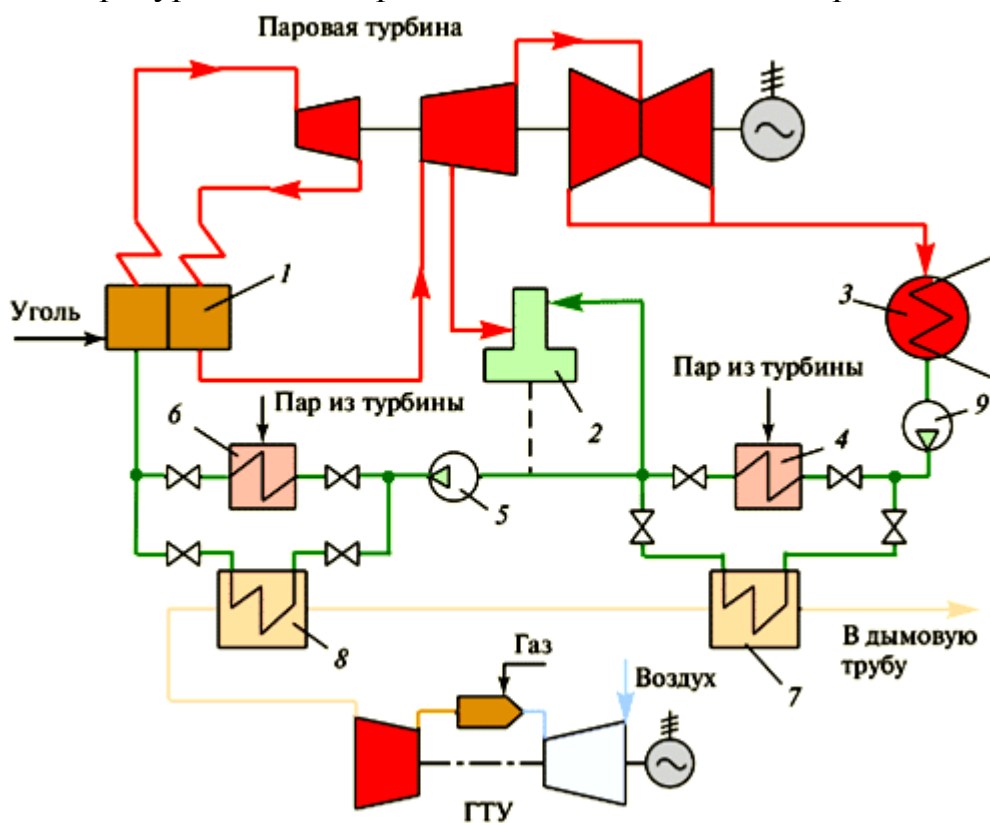 Паровая турбина
1
Уголь
3
Пар из турбины
Пар из турбины
9
6
2
4
5
8
Газ
Воздух
7
В дымовую
трубу
ГТУ